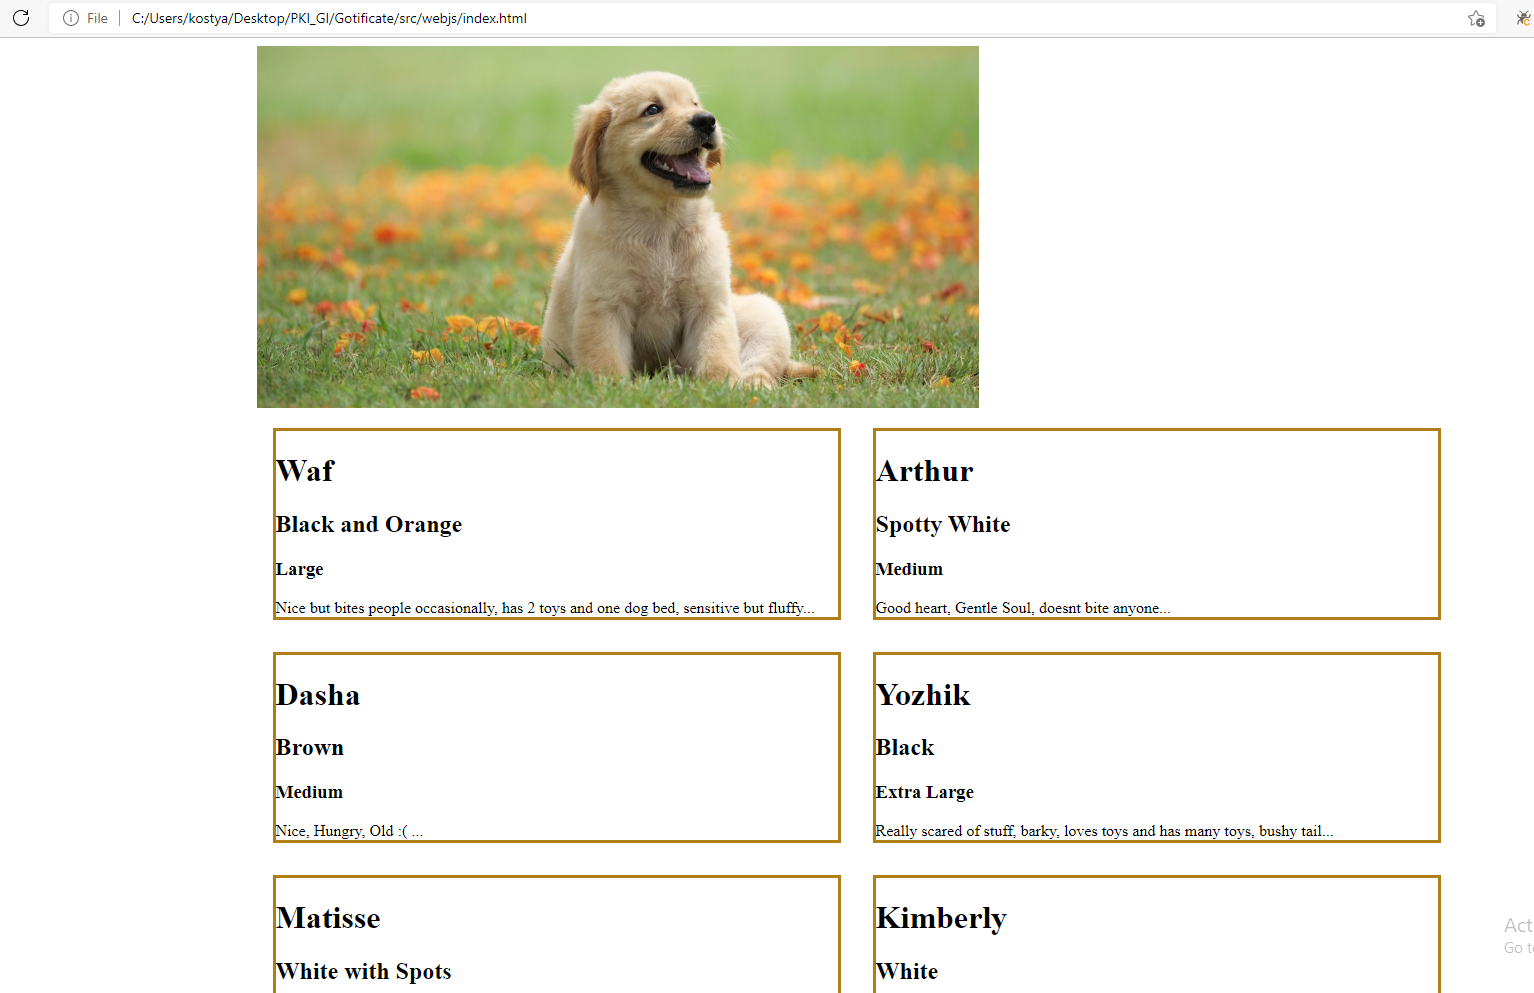 File
C:/Users/kostya/Desktop/PKI_GI/Gotificate/src/webjs/index.html
Waf
Black and Orange
Large
Nice but bites people occasionally, has 2 toys and one dog bed, sensitive but fluffy...
Arthur
Spotty White
Medium
Good heart, Gentle Soul, doesnt bite anyone...
Dasha
Brown
Medium
Nice, Hungry, Old :( ...
Yozhik
Black
Extra Large
Really scared of stuff, barky, loves toys and has many toys, bushy tail...
Matisse
White with Spots
Kimberly
White
Act
Go t